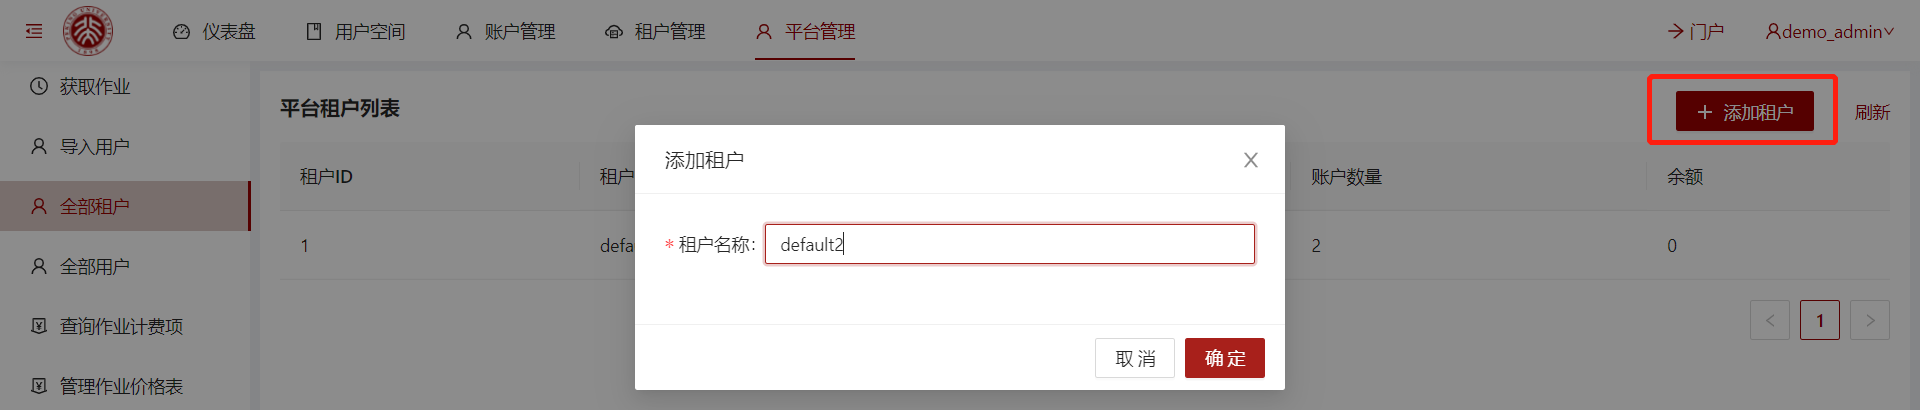 仪表盘
用户空间
账户管理
租户管理
平台管理
门户
demo_admin
获取作业
导入用户
全部租户
全部用户
查询作业计费项
管理作业价格表
平台租户列表
添加租户
刷新
租户ID
租户
账户数量
余额
1
defau
2
0
1
添加租户
* 租户名称:
default2
取消
确定